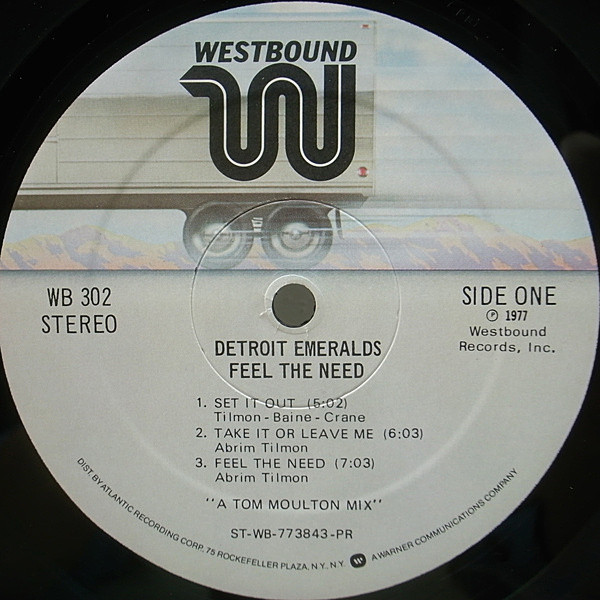 WESTBOUND
W
WB 302
STEREO
SIDE ONE
℗ 1977
Westbound
Records, Inc.
DETROIT EMERALDS
FEEL THE NEED
1. SET IT OUT (5:02)
Tilmon - Baine - Crane
2. TAKE IT OR LEAVE ME (6:03)
Abrim Tilmon
3. FEEL THE NEED (7:03)
Abrim Tilmon
"A TOM MOULTON MIX"
ST-WB-773843-PR
DIST. BY ATLANTIC RECORDING CORP. 75 ROCKEFELLER PLAZA, N.Y., N.Y. W A WARNER COMMUNICATIONS COMPANY